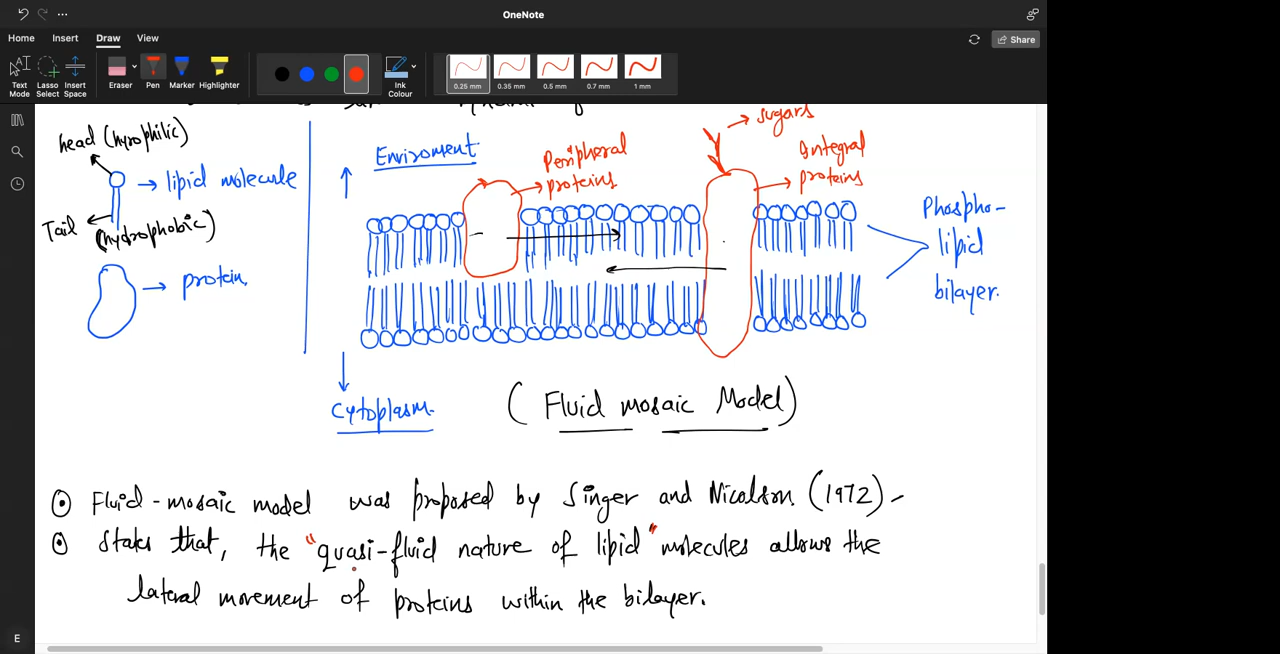 OneNote
Home Insert Draw View
Share
Text Mode
Lasso Select
Insert Space
Eraser
Pen
Marker
Highlighter
Ink Colour
0.25 mm
0.35 mm
0.5 mm
0.7 mm
1 mm
head (hyrophilic)
→ lipid molecule
Tail (hydrophobic)
→ protein
Enviroment
Peripheral
→ proteins
→ sugars
Integral
→ proteins
Phospho-
lipid
bilayer.
Cytoplasm.
(Fluid mosaic Model)
Fluid-mosaic model was proposed by Singer and Nicolson (1972)-
States that, the "quasi-fluid nature of lipid" molecules allows the
lateral movement of proteins within the bilayer.
E